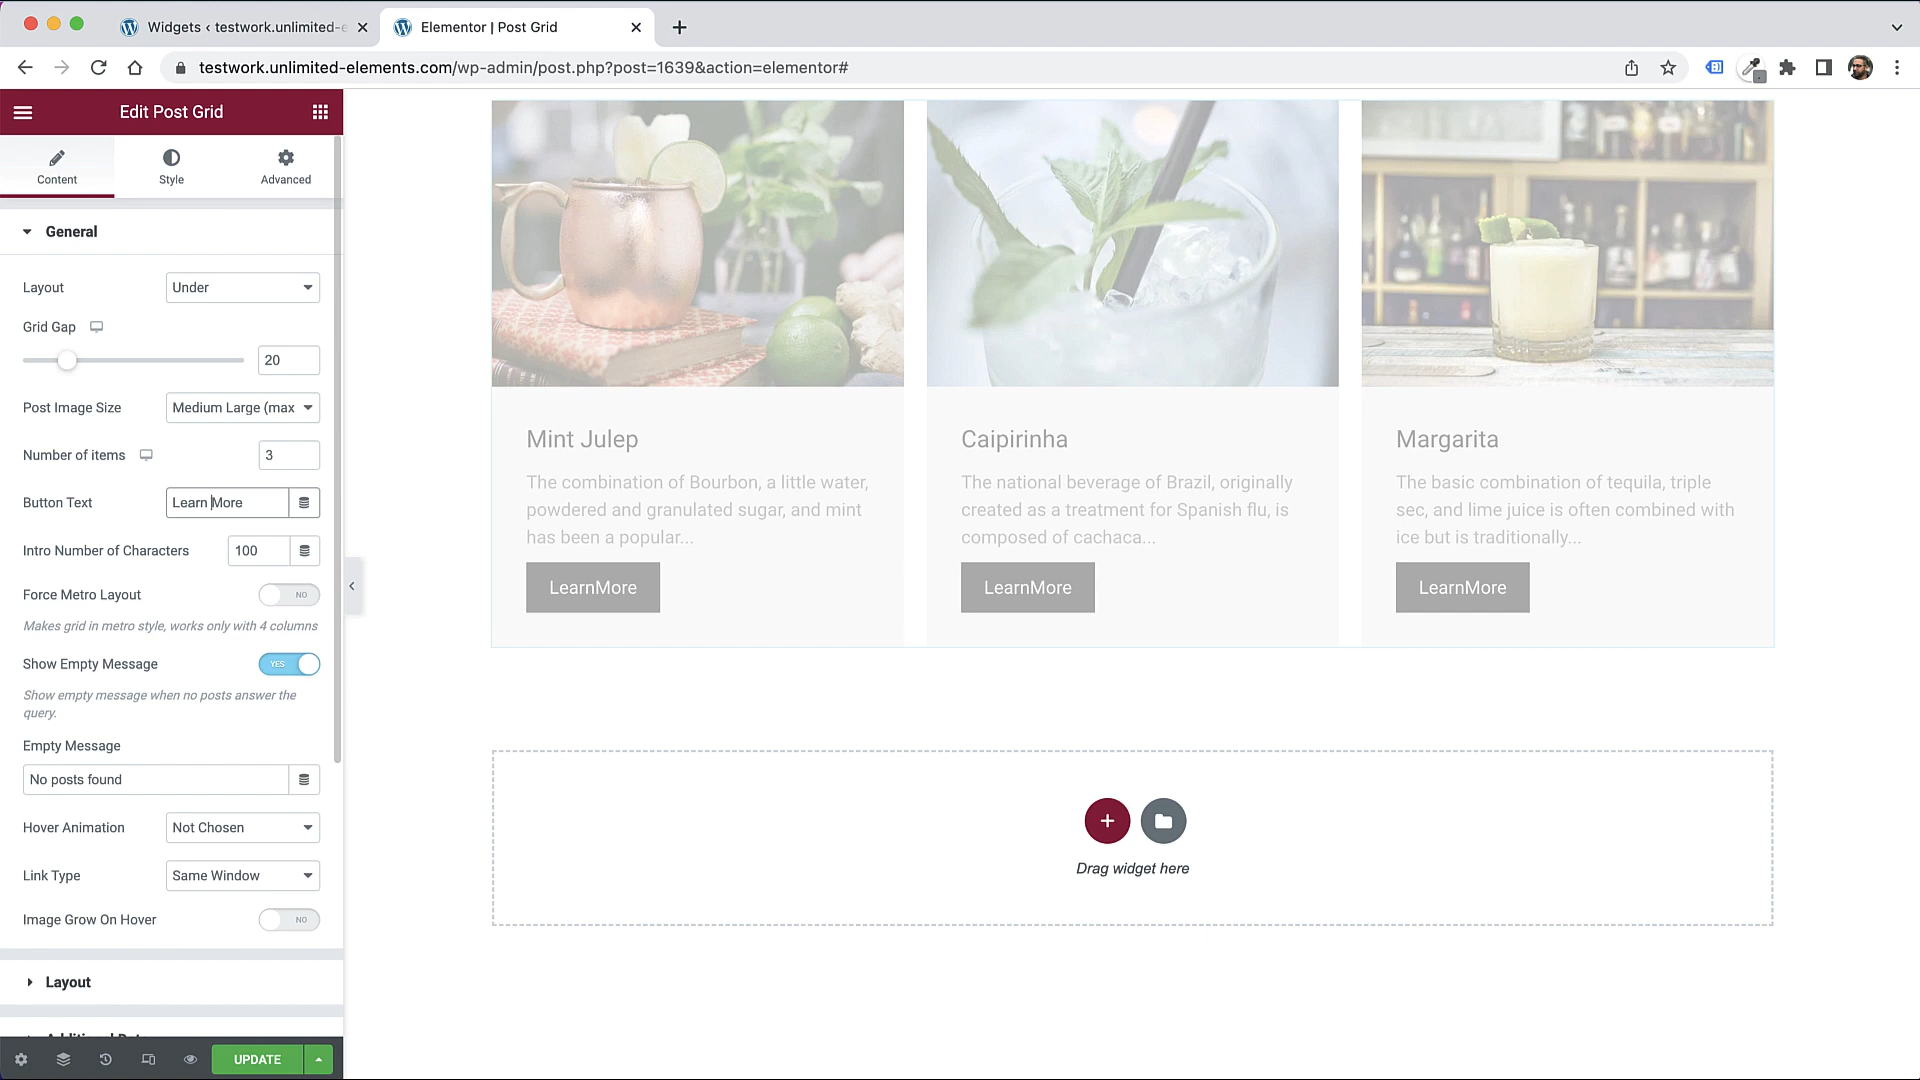 Widgets ‹ testwork.unlimited-e
Elementor | Post Grid
testwork.unlimited-elements.com/wp-admin/post.php?post=1639&action=elementor#
Edit Post Grid
Content
Style
Advanced
General
Layout
Under
Grid Gap
20
Post Image Size
Medium Large (max
Number of items
3
Button Text
Learn More
Intro Number of Characters
100
Force Metro Layout
NO
Makes grid in metro style, works only with 4 columns
Show Empty Message
YES
Show empty message when no posts answer the
query.
Empty Message
No posts found
Hover Animation
Not Chosen
Link Type
Same Window
Image Grow On Hover
NO
Layout
UPDATE
Mint Julep
The combination of Bourbon, a little water,
powdered and granulated sugar, and mint
has been a popular...
LearnMore
Caipirinha
The national beverage of Brazil, originally
created as a treatment for Spanish flu, is
composed of cachaca...
LearnMore
Margarita
The basic combination of tequila, triple
sec, and lime juice is often combined with
ice but is traditionally...
LearnMore
Drag widget here